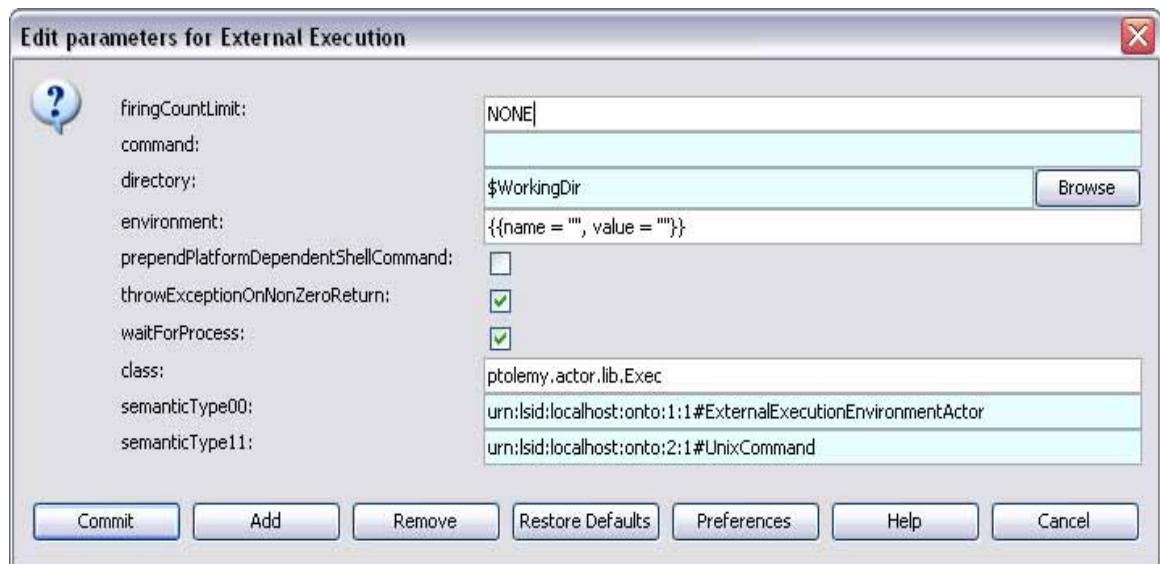 Edit parameters for External Execution
firingCountLimit: NONE
command:
directory: $WorkingDir Browse
environment: {{name = "", value = ""}}
prependPlatformDependentShellCommand:
throwExceptionOnNonZeroReturn:
waitForProcess:
class: ptolemy.actor.lib.Exec
semanticType00: urn:lsid:localhost:onto:1:1#ExternalExecutionEnvironmentActor
semanticType11: urn:lsid:localhost:onto:2:1#UnixCommand
Commit Add Remove Restore Defaults Preferences Help Cancel